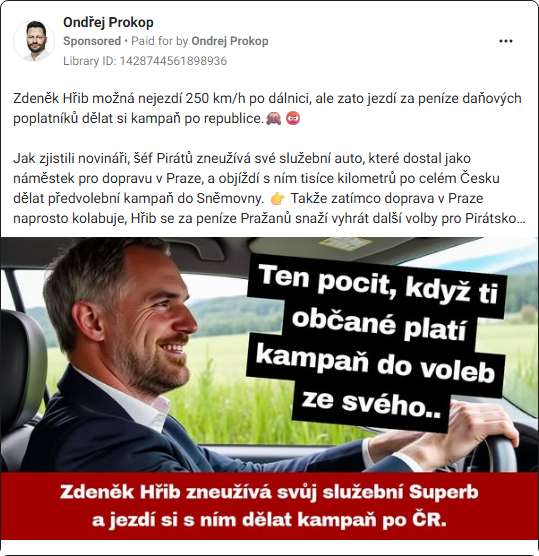 Ondřej Prokop
Sponsored • Paid for by Ondrej Prokop
Library ID: 1428744561898936
Zdeněk Hřib možná nejezdí 250 km/h po dálnici, ale zato jezdí za peníze daňových
poplatníků dělat si kampaň po republice.🙈😡
Jak zjistili novináři, šéf Pirátů zneužívá své služební auto, které dostal jako
náměstek pro dopravu v Praze, a objíždí s ním tisíce kilometrů po celém Česku
dělat předvolební kampaň do Sněmovny. 👉 Takže zatímco doprava v Praze
naprosto kolabuje, Hřib se za peníze Pražanů snaží vyhrát další volby pro Pirátsko...
Ten pocit, když ti
občané platí
kampaň do voleb
ze svého..
Zdeněk Hřib zneužívá svůj služební Superb
a jezdí si s ním dělat kampaň po ČR.